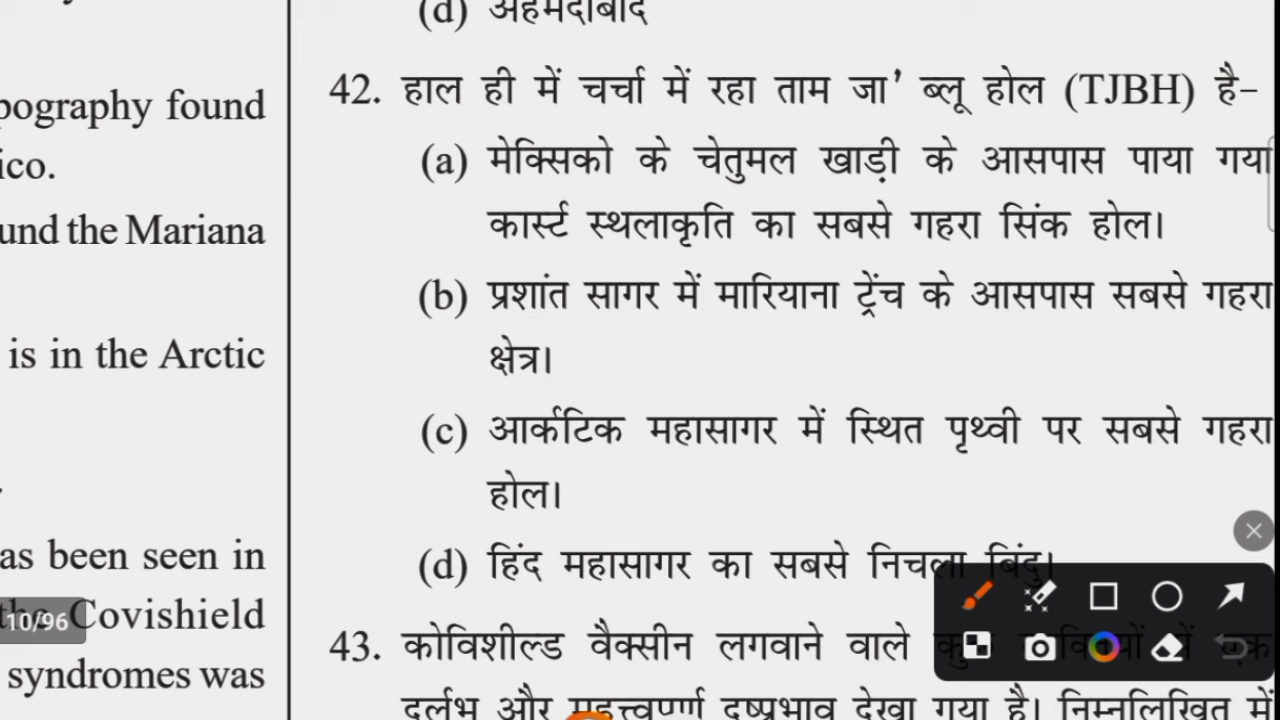 pography found
ico.
und the Mariana
is in the Arctic
as been seen in
the Covishield
syndromes was
10/96
(d) अहमदाबाद
42. हाल ही में चर्चा में रहा ताम जा' ब्लू होल (TJBH) है-
(a) मेक्सिको के चेतुमल खाड़ी के आसपास पाया गया
कार्स्ट स्थलाकृति का सबसे गहरा सिंक होल।
(b) प्रशांत सागर में मारियाना ट्रेंच के आसपास सबसे गहरा
क्षेत्र।
(c) आर्कटिक महासागर में स्थित पृथ्वी पर सबसे गहरा
होल।
(d) हिंद महासागर का सबसे निचला बिंदु।
43. कोविशील्ड वैक्सीन लगवाने वाले
दुर्लभ और महत्त्वपूर्ण दुष्प्रभाव देखा गया है। निम्नलिखित में